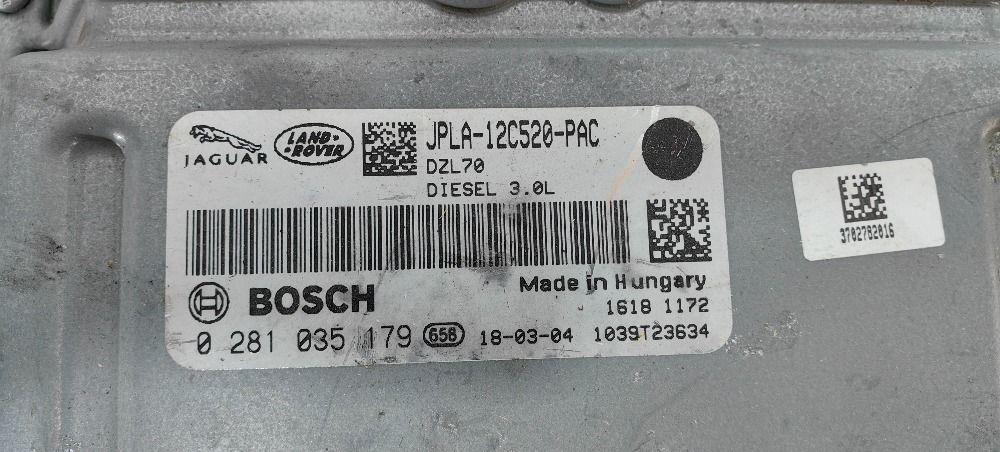 JAGUAR
LAND
ROVER
JPLA-12C520-PAC
DZL70
DIESEL 3.0L
Made in Hungary
BOSCH
1618 1172
0 281 035 179 658 18-03-04 1039T23634
3702782016